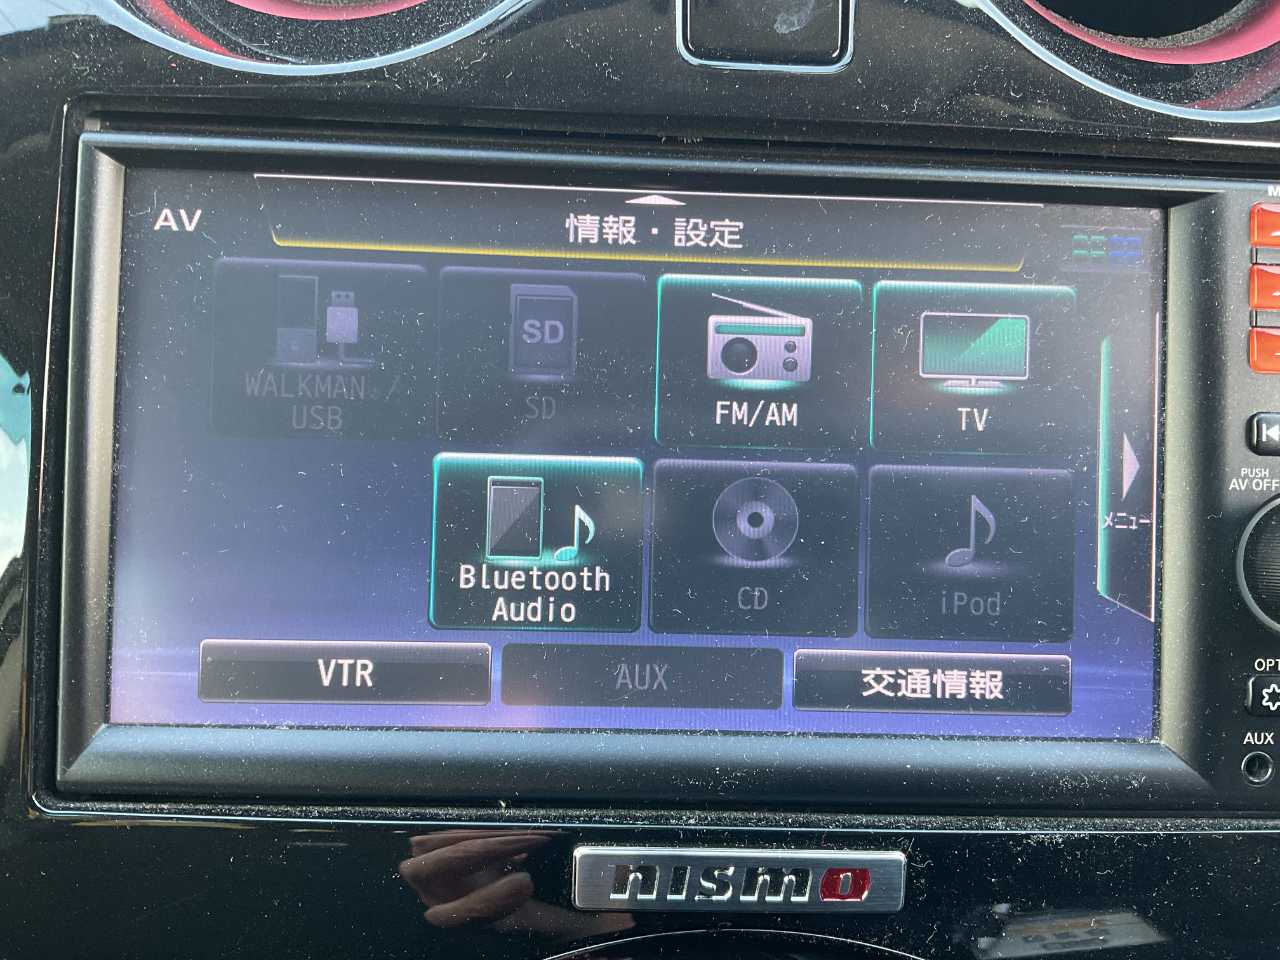 AV
情報・設定
SD
WALKMAN /
USB
SD
FM/AM
TV
メニュー
Bluetooth
Audio
CD
iPod
VTR
AUX
交通情報
PUSH
AV OFF
OPT
AUX
nismo